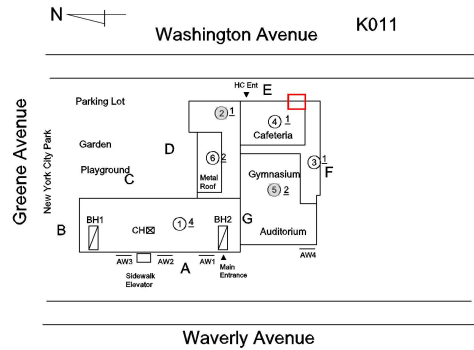 N
Washington Avenue
K011
HC Ent
E
Parking Lot
2 1
4 1
Cafeteria
Garden
D
6 2
3 1
Playground
C
Metal
Roof
Gymnasium
F
5 2
Greene Avenue
New York City Park
B
BH1
CH
1 4
BH2
G
Auditorium
AW3
AW2
AW1
AW4
A
Sidewalk
Elevator
Main
Entrance
Waverly Avenue